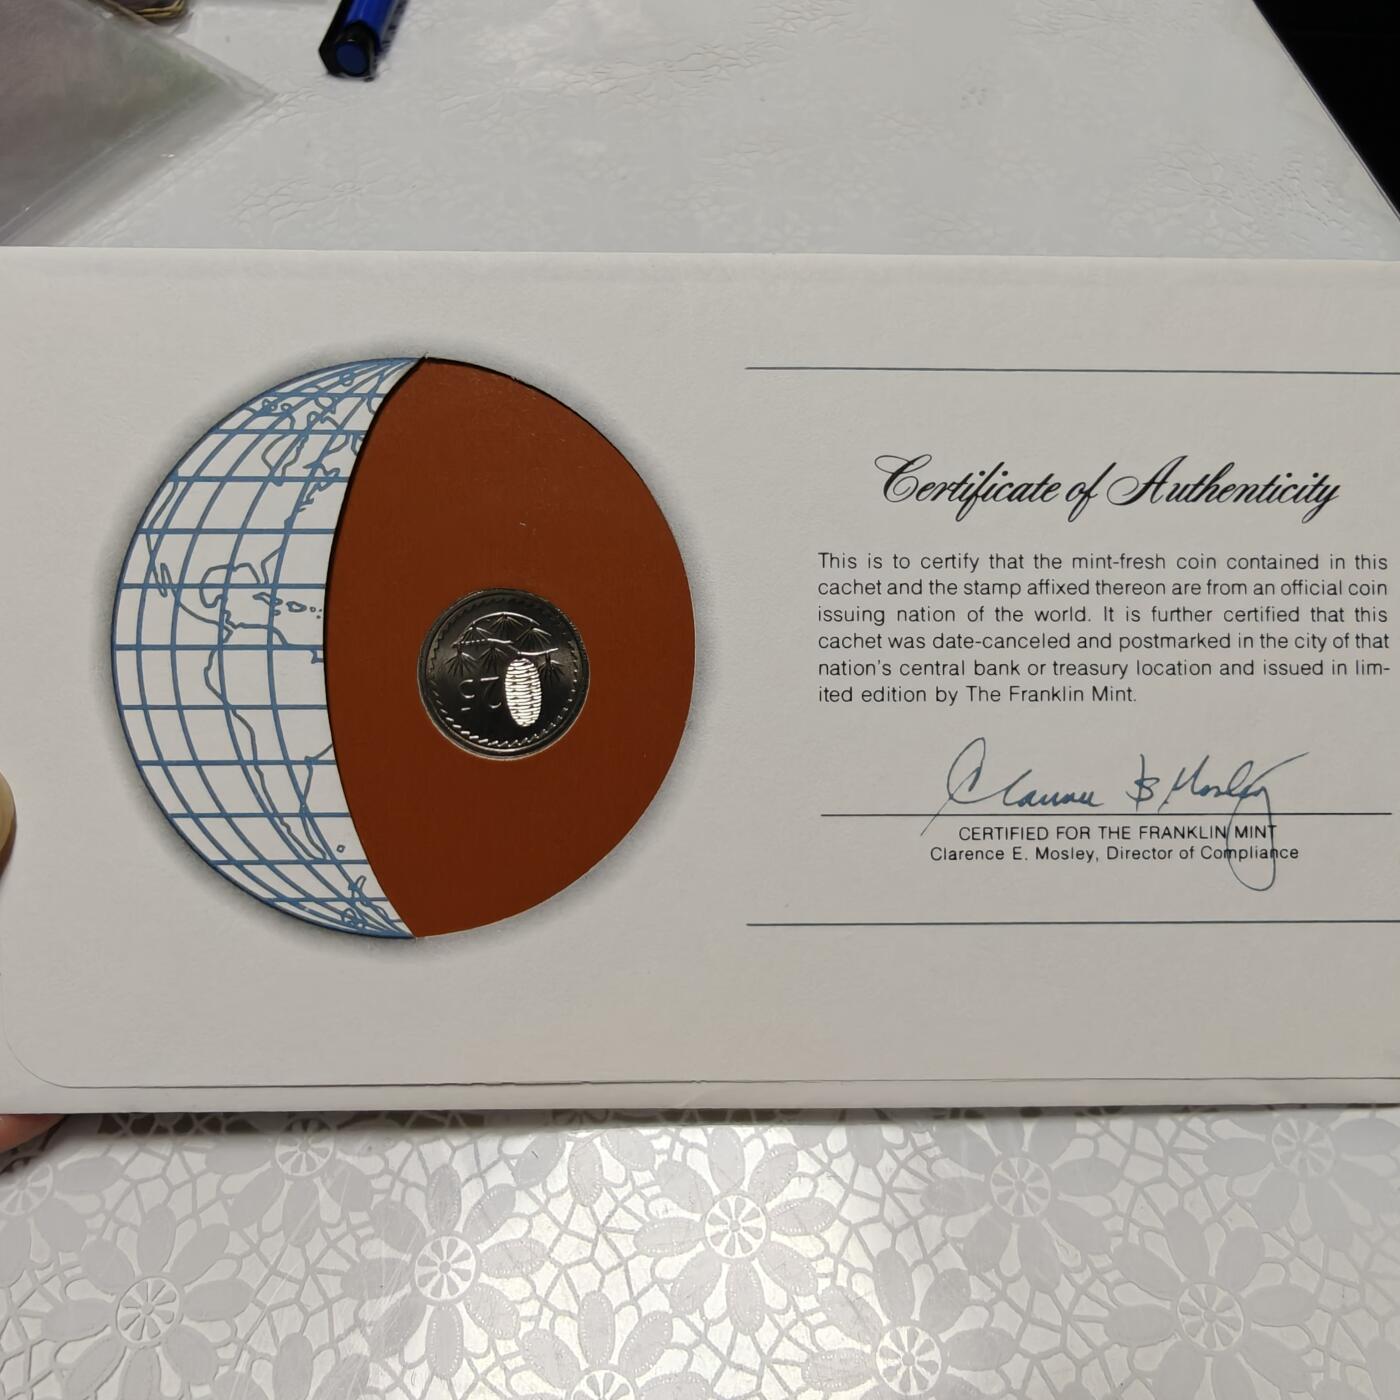 Certificate of Authenticity
This is to certify that the mint-fresh coin contained in this
cachet and the stamp affixed thereon are from an official coin
issuing nation of the world. It is further certified that this
cachet was date-canceled and postmarked in the city of that
nation's central bank or treasury location and issued in lim-
ited edition by The Franklin Mint.
Clarence E Mosley
CERTIFIED FOR THE FRANKLIN MINT
Clarence E. Mosley, Director of Compliance
25